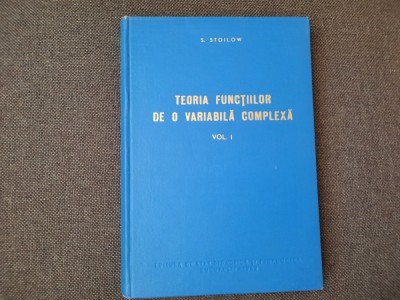 S. STOILOW
TEORIA FUNCȚIILOR
DE O VARIABILĂ COMPLEXĂ
VOL. I